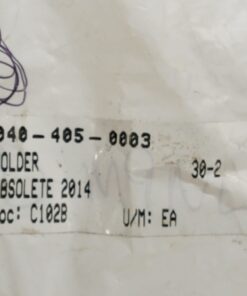 040-405-0003
OLDER 30-2
BSOLETE 2014
oc: C102B U/M: EA